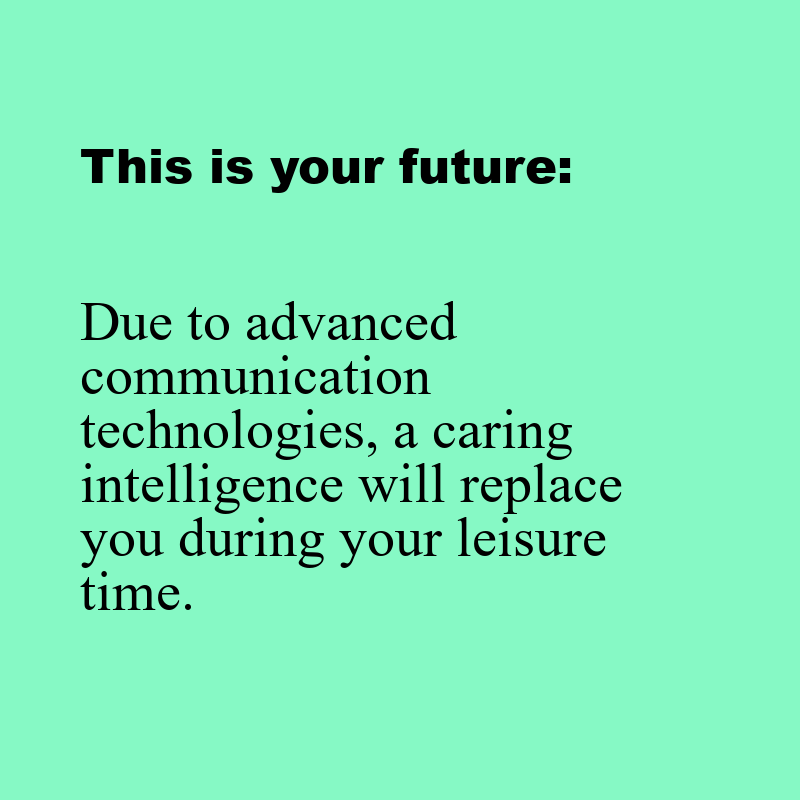 This is your future:
Due to advanced
communication
technologies, a caring
intelligence will replace
you during your leisure
time.